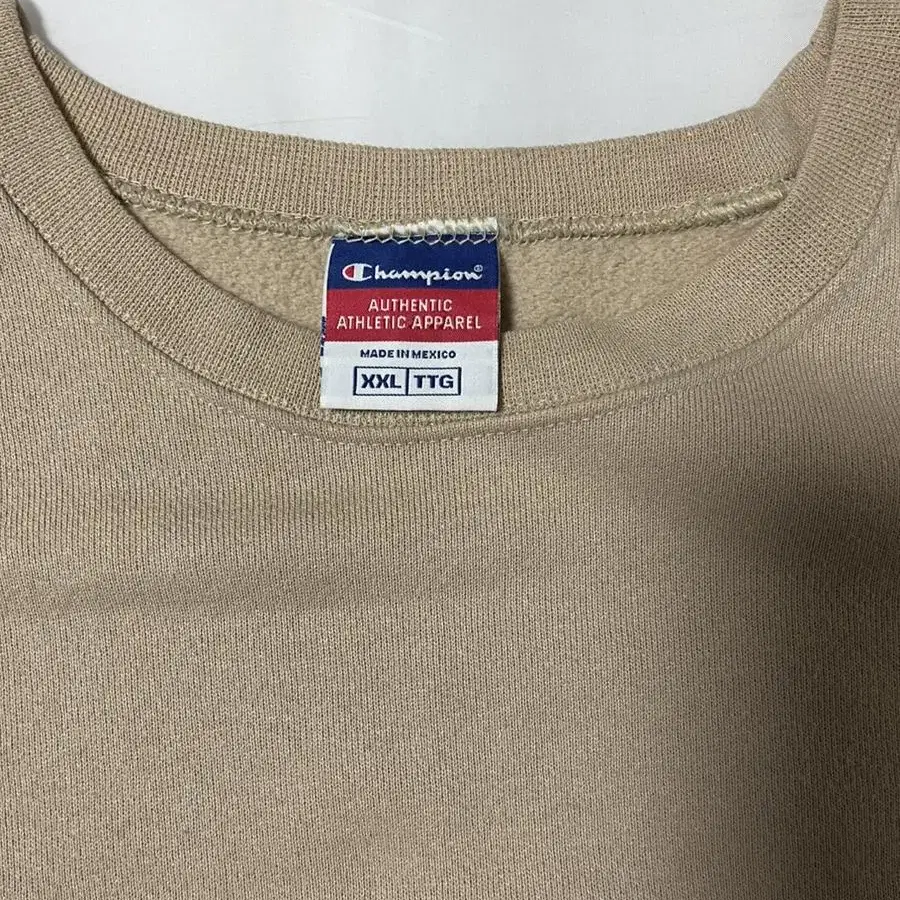 Champion®
AUTHENTIC
ATHLETIC APPAREL
MADE IN MEXICO
XXL TTG